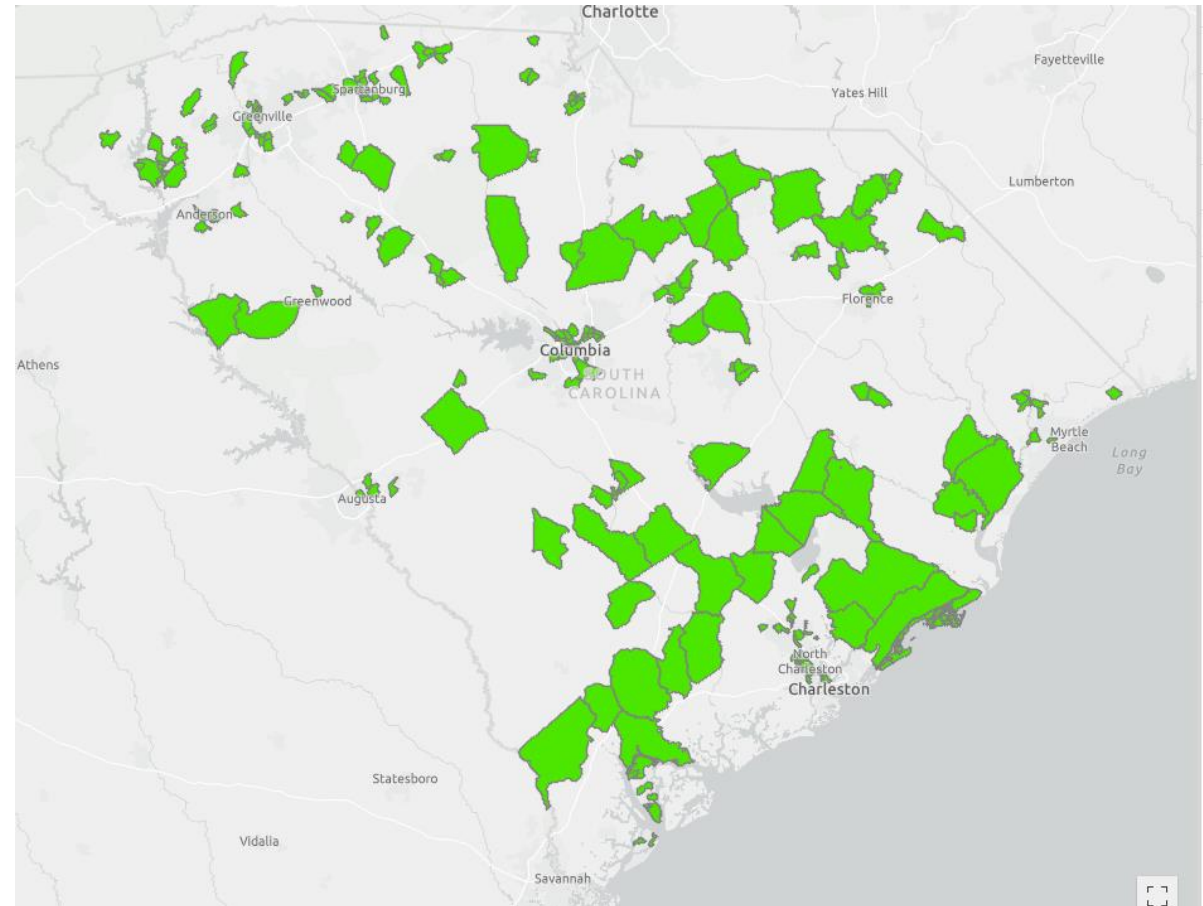 Charlotte
Fayetteville
Yates Hill
Spartanburg
Greenville
Lumberton
Anderson
Greenwood
Florence
Columbia
Athens
SOUTH
CAROLINA
Myrtle
Beach
Long
Bay
Augusta
North
Charleston
Charleston
Statesboro
Vidalia
Savannah